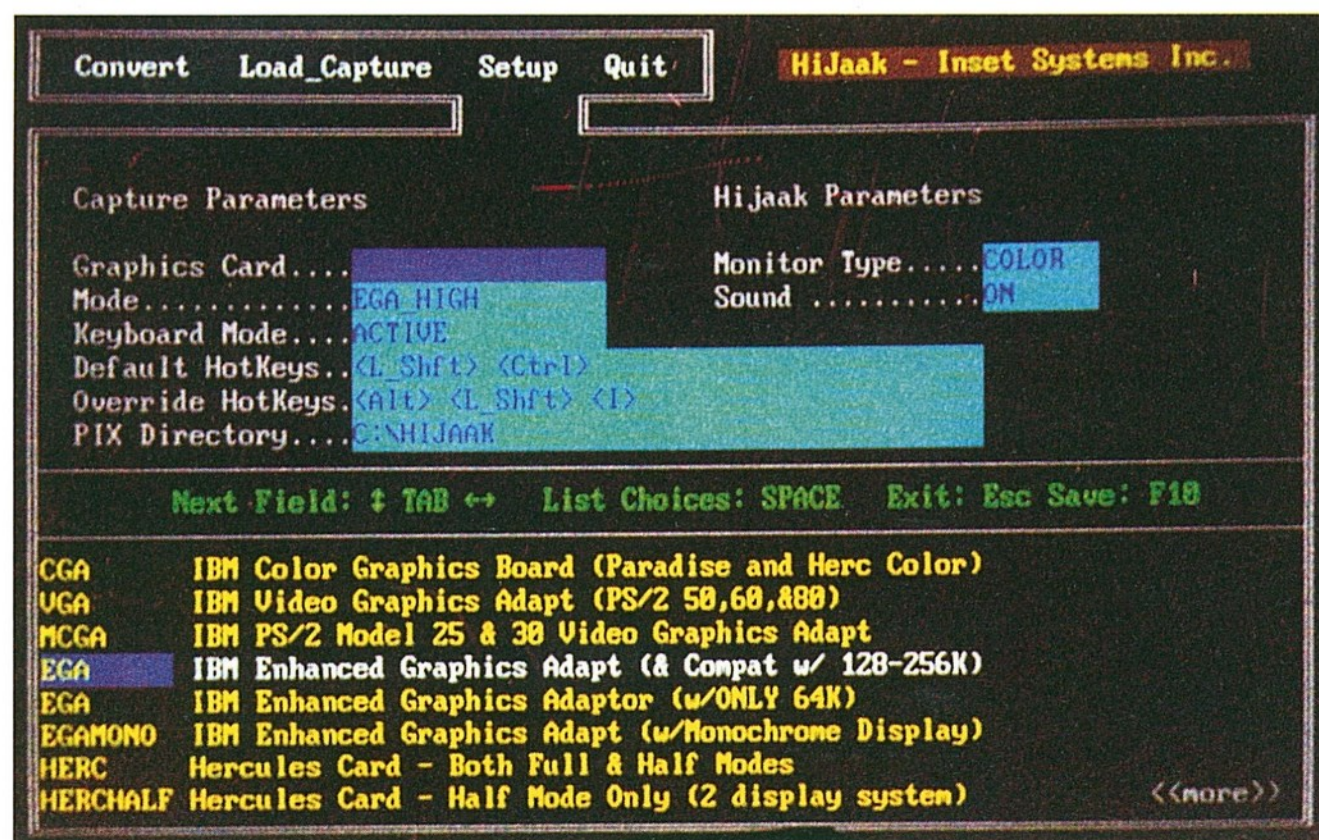 Convert Load_Capture Setup Quit
HiJaak - Inset Systems Inc.
Capture Parameters
Hijaak Parameters
Graphics Card....
Mode.............EGA_HIGH
Keyboard Mode....ACTIVE
Default HotKeys..<L_Shft> <Ctrl>
Override HotKeys.<Alt> <L_Shft> <I>
PIX Directory....C:\HIJAAK
Monitor Type.....COLOR
Sound ...........ON
Next Field: ↕ TAB ↔ List Choices: SPACE Exit: Esc Save: F10
CGA IBM Color Graphics Board (Paradise and Herc Color)
VGA IBM Video Graphics Adapt (PS/2 50,60,&80)
MCGA IBM PS/2 Model 25 & 30 Video Graphics Adapt
EGA IBM Enhanced Graphics Adapt (& Compat w/ 128-256K)
EGA IBM Enhanced Graphics Adaptor (w/ONLY 64K)
EGAMONO IBM Enhanced Graphics Adapt (w/Monochrome Display)
HERC Hercules Card - Both Full & Half Modes
HERCHALF Hercules Card - Half Mode Only (2 display system)
<<more>>